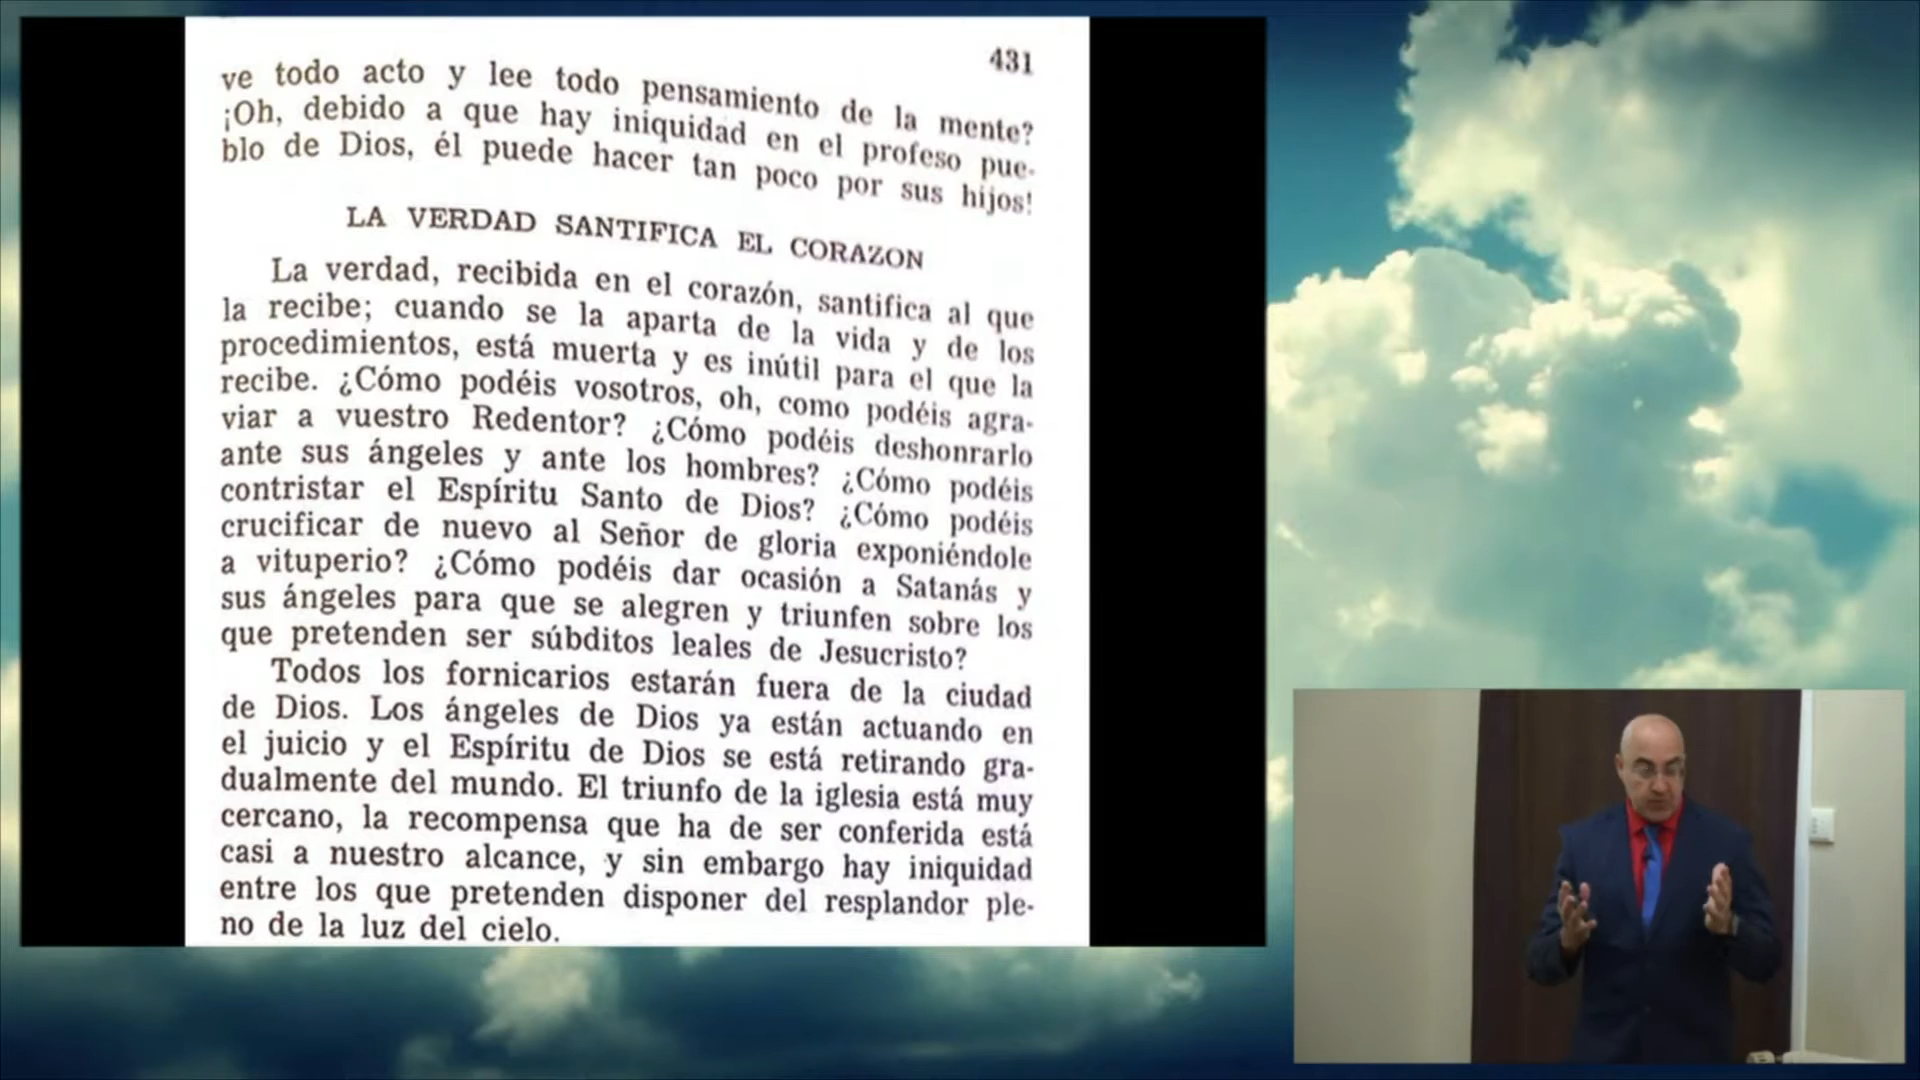 431
ve todo acto y lee todo pensamiento de la mente?
¡Oh, debido a que hay iniquidad en el profeso pue-
blo de Dios, él puede hacer tan poco por sus hijos!
LA VERDAD SANTIFICA EL CORAZON
La verdad, recibida en el corazón, santifica al que
la recibe; cuando se la aparta de la vida y de los
procedimientos, está muerta y es inútil para el que la
recibe. ¿Cómo podéis vosotros, oh, como podéis agra-
viar a vuestro Redentor? ¿Cómo podéis deshonrarlo
ante sus ángeles y ante los hombres? ¿Cómo podéis
contristar el Espíritu Santo de Dios? ¿Cómo podéis
crucificar de nuevo al Señor de gloria exponiéndole
a vituperio? ¿Cómo podéis dar ocasión a Satanás y
sus ángeles para que se alegren y triunfen sobre los
que pretenden ser súbditos leales de Jesucristo?
Todos los fornicarios estarán fuera de la ciudad
de Dios. Los ángeles de Dios ya están actuando en
el juicio y el Espíritu de Dios se está retirando gra-
dualmente del mundo. El triunfo de la iglesia está muy
cercano, la recompensa que ha de ser conferida está
casi a nuestro alcance, y sin embargo hay iniquidad
entre los que pretenden disponer del resplandor ple-
no de la luz del cielo.